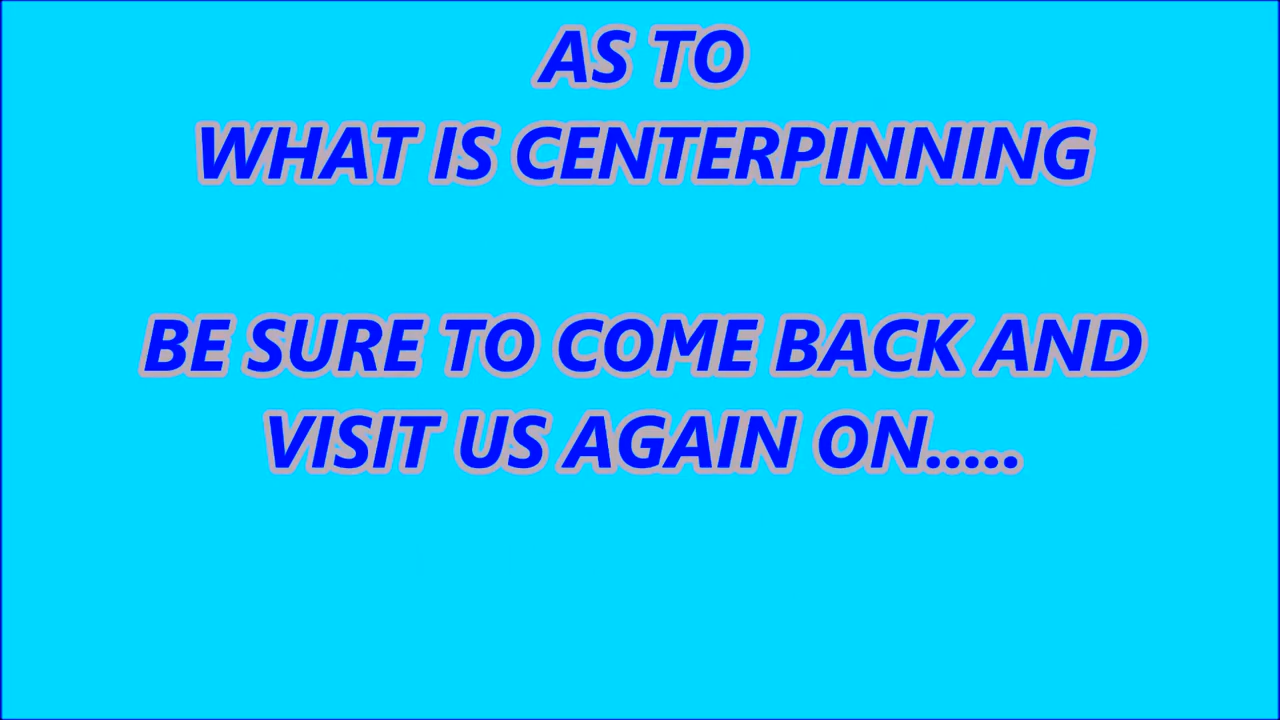 AS TO
WHAT IS CENTERPINNING
BE SURE TO COME BACK AND
VISIT US AGAIN ON.....